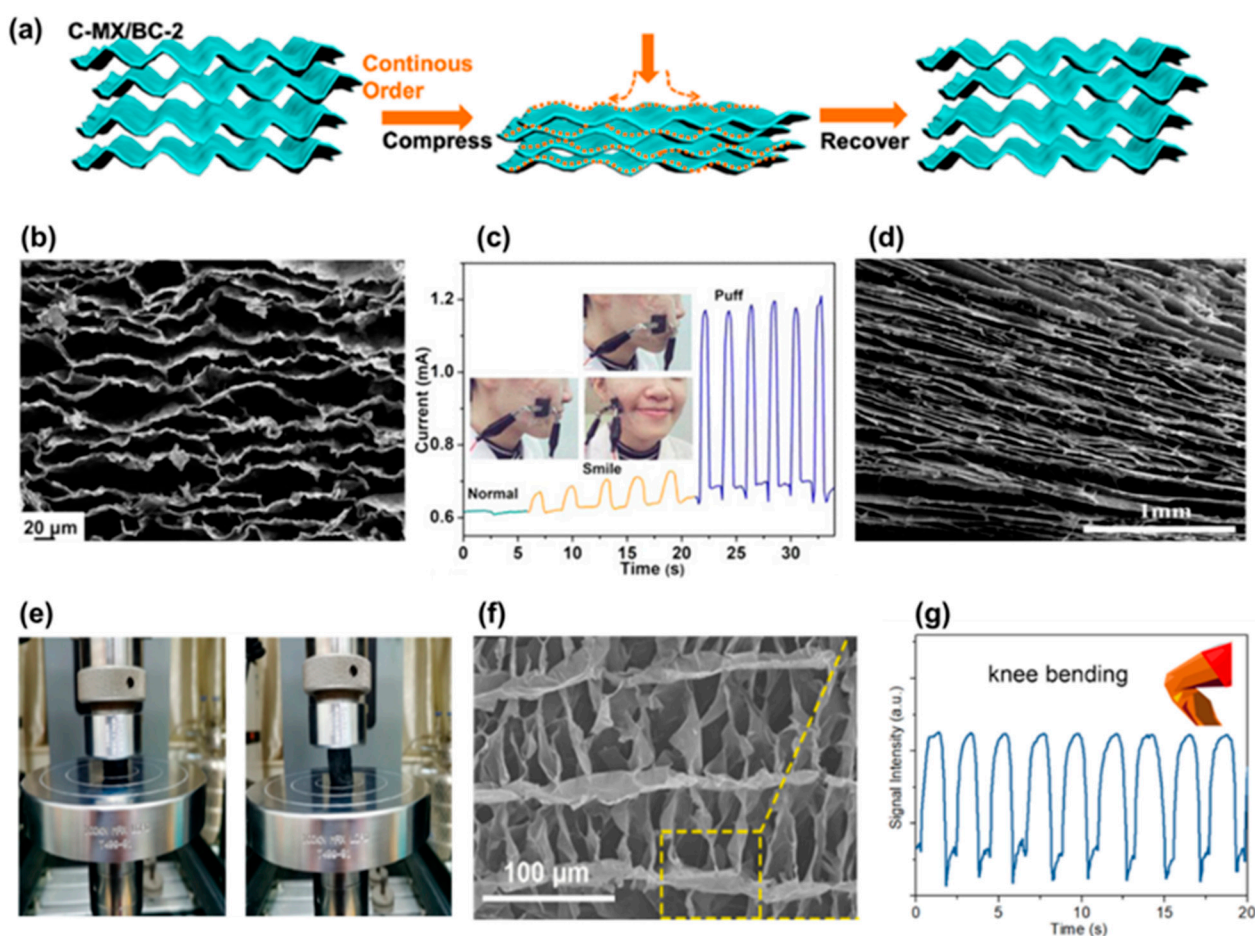 (a)
C-MX/BC-2
Continous
Order
Compress
Recover
(b)
20 μm
(c)
Current (mA)
1.2
1.0
0.8
0.6
Normal
Smile
Puff
0
5
10
15
20
25
30
Time (s)
(d)
1mm
(e)
(f)
100 μm
(g)
Signal Intensity (a.u.)
knee bending
0
5
10
15
20
Time (s)